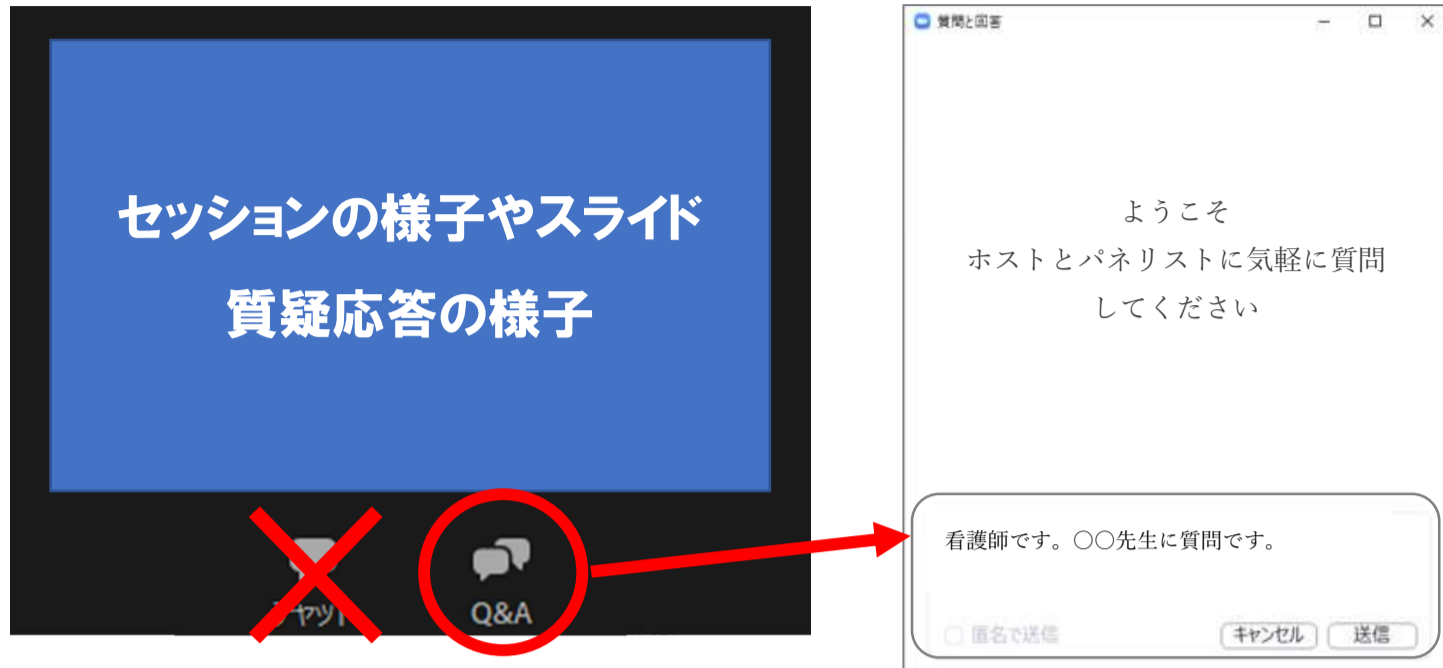 セッションの様子やスライド
質疑応答の様子
チャット
Q&A
質問と回答
ようこそ
ホストとパネリストに気軽に質問
してください
看護師です。〇〇先生に質問です。
匿名で送信
キャンセル
送信